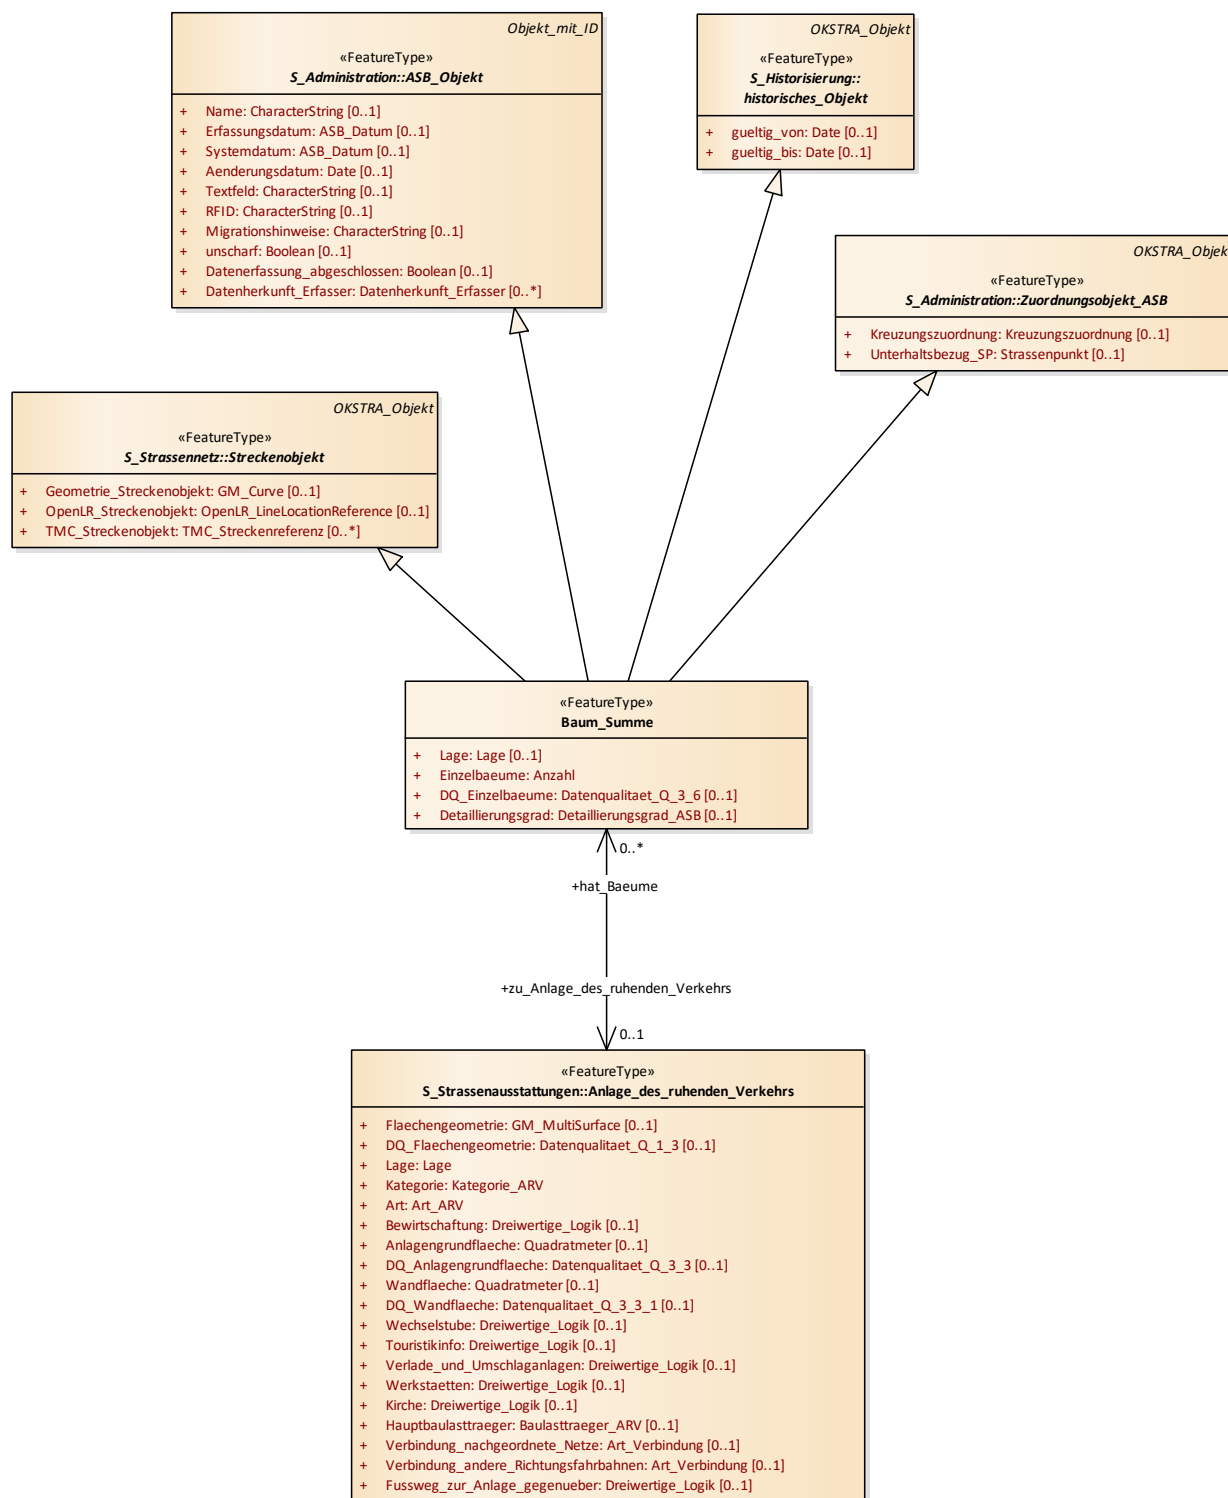 Objekt_mit_ID
«FeatureType»
S_Administration::ASB_Objekt
+ Name: CharacterString [0..1]
+ Erfassungsdatum: ASB_Datum [0..1]
+ Systemdatum: ASB_Datum [0..1]
+ Aenderungsdatum: Date [0..1]
+ Textfeld: CharacterString [0..1]
+ RFID: CharacterString [0..1]
+ Migrationshinweise: CharacterString [0..1]
+ unscharf: Boolean [0..1]
+ Datenerfassung_abgeschlossen: Boolean [0..1]
+ Datenherkunft_Erfasser: Datenherkunft_Erfasser [0..*]
OKSTRA_Objekt
«FeatureType»
S_Historisierung::
historisches_Objekt
+ gueltig_von: Date [0..1]
+ gueltig_bis: Date [0..1]
OKSTRA_Objek
«FeatureType»
S_Administration::Zuordnungsobjekt_ASB
+ Kreuzungszuordnung: Kreuzungszuordnung [0..1]
+ Unterhaltsbezug_SP: Strassenpunkt [0..1]
OKSTRA_Objekt
«FeatureType»
S_Strassennetz::Streckenobjekt
+ Geometrie_Streckenobjekt: GM_Curve [0..1]
+ OpenLR_Streckenobjekt: OpenLR_LineLocationReference [0..1]
+ TMC_Streckenobjekt: TMC_Streckenreferenz [0..*]
«FeatureType»
Baum_Summe
+ Lage: Lage [0..1]
+ Einzelbaeume: Anzahl
+ DQ_Einzelbaeume: Datenqualitaet_Q_3_6 [0..1]
+ Detaillierungsgrad: Detaillierungsgrad_ASB [0..1]
0..*
+hat_Baeume
+zu_Anlage_des_ruhenden_Verkehrs
0..1
«FeatureType»
S_Strassenausstattungen::Anlage_des_ruhenden_Verkehrs
+ Flaechengeometrie: GM_MultiSurface [0..1]
+ DQ_Flaechengeometrie: Datenqualitaet_Q_1_3 [0..1]
+ Lage: Lage
+ Kategorie: Kategorie_ARV
+ Art: Art_ARV
+ Bewirtschaftung: Dreiwertige_Logik [0..1]
+ Anlagengrundflaeche: Quadratmeter [0..1]
+ DQ_Anlagengrundflaeche: Datenqualitaet_Q_3_3 [0..1]
+ Wandflaeche: Quadratmeter [0..1]
+ DQ_Wandflaeche: Datenqualitaet_Q_3_3_1 [0..1]
+ Wechselstube: Dreiwertige_Logik [0..1]
+ Touristikinfo: Dreiwertige_Logik [0..1]
+ Verlade_und_Umschlaganlagen: Dreiwertige_Logik [0..1]
+ Werkstaetten: Dreiwertige_Logik [0..1]
+ Kirche: Dreiwertige_Logik [0..1]
+ Hauptbaulasttraeger: Baulasttraeger_ARV [0..1]
+ Verbindung_nachgeordnete_Netze: Art_Verbindung [0..1]
+ Verbindung_andere_Richtungsfahrbahnen: Art_Verbindung [0..1]
+ Fussweg_zur_Anlage_gegenueber: Dreiwertige_Logik [0..1]